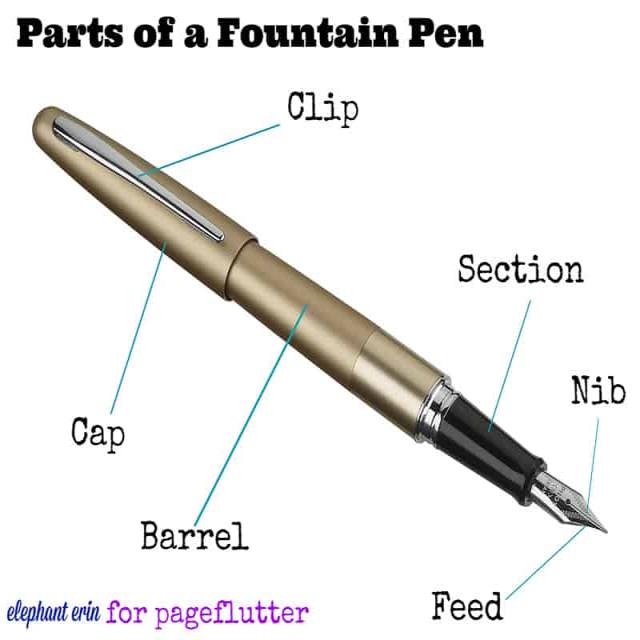 Parts of a Fountain Pen
Clip
Section
Nib
Cap
Barrel
Feed
elephant erin for pageflutter